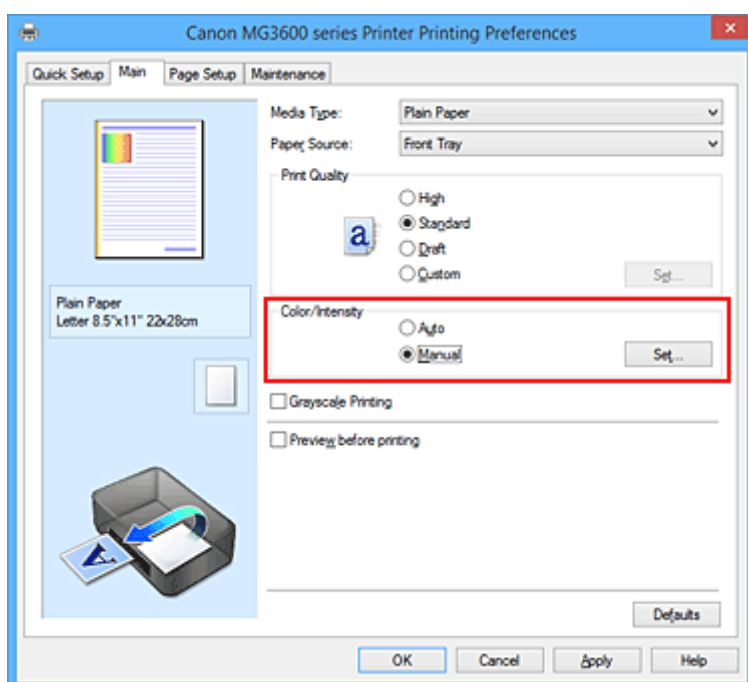 Canon MG3600 series Printer Printing Preferences
Quick Setup Main Page Setup Maintenance
Media Type: Plain Paper
Paper Source: Front Tray
Print Quality
High
a Standard
Draft
Custom Set...
Plain Paper
Letter 8.5"x11" 22x28cm
Color/Intensity
Auto
Manual Set...
Grayscale Printing
Preview before printing
A
Defaults
OK Cancel Apply Help